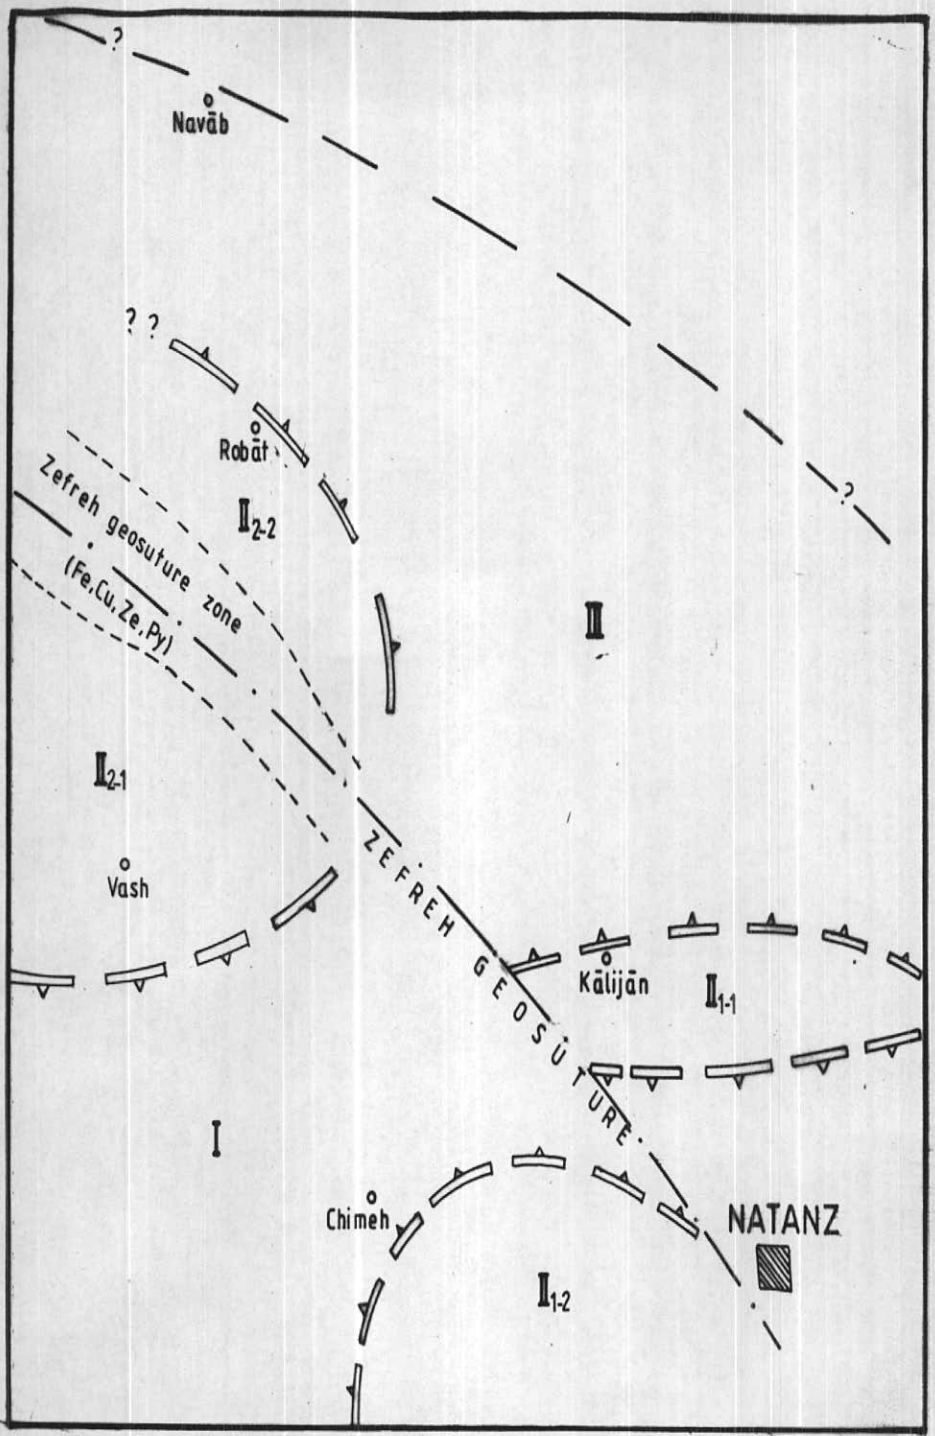 ?
Navāb
? ?
Robāt
II2-2
Zefreh geosuture zone
(Fe,Cu,Ze,Py)
II
?
II2-1
Vash
ZEFREH GEOSUTURE
Kālijān
II1-1
I
Chimeh
NATANZ
II1-2